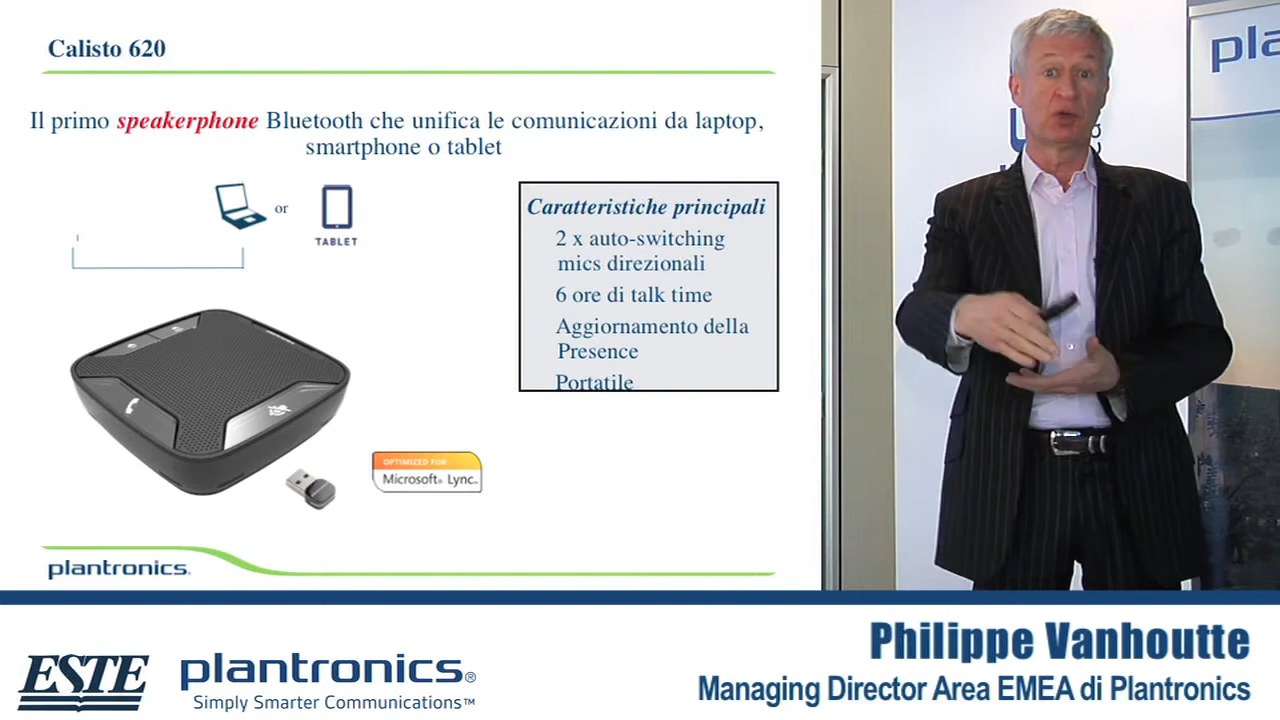 Calisto 620
Il primo speakerphone Bluetooth che unifica le comunicazioni da laptop,
smartphone o tablet
or
TABLET
Caratteristiche principali
2 x auto-switching
mics direzionali
6 ore di talk time
Aggiornamento della
Presence
Portatile
OPTIMIZED FOR
Microsoft® Lync™
plantronics®
pla
Philippe Vanhoutte
Managing Director Area EMEA di Plantronics
ESTE
plantronics®
Simply Smarter Communications™